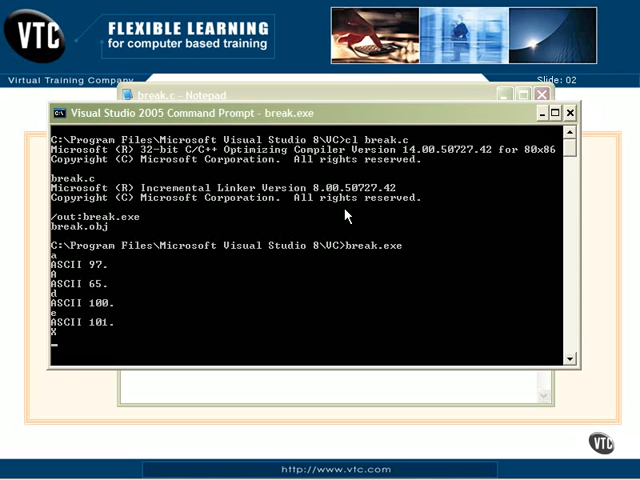 VTC
FLEXIBLE LEARNING
for computer based training
Virtual Training Company
Slide: 02
break.c - Notepad
Visual Studio 2005 Command Prompt - break.exe
C:\Program Files\Microsoft Visual Studio 8\VC>cl break.c
Microsoft (R) 32-bit C/C++ Optimizing Compiler Version 14.00.50727.42 for 80x86
Copyright (C) Microsoft Corporation.  All rights reserved.
break.c
Microsoft (R) Incremental Linker Version 8.00.50727.42
Copyright (C) Microsoft Corporation.  All rights reserved.
/out:break.exe
break.obj
C:\Program Files\Microsoft Visual Studio 8\VC>break.exe
a
ASCII 97.
A
ASCII 65.
d
ASCII 100.
e
ASCII 101.
X
_
VTC
http://www.vtc.com